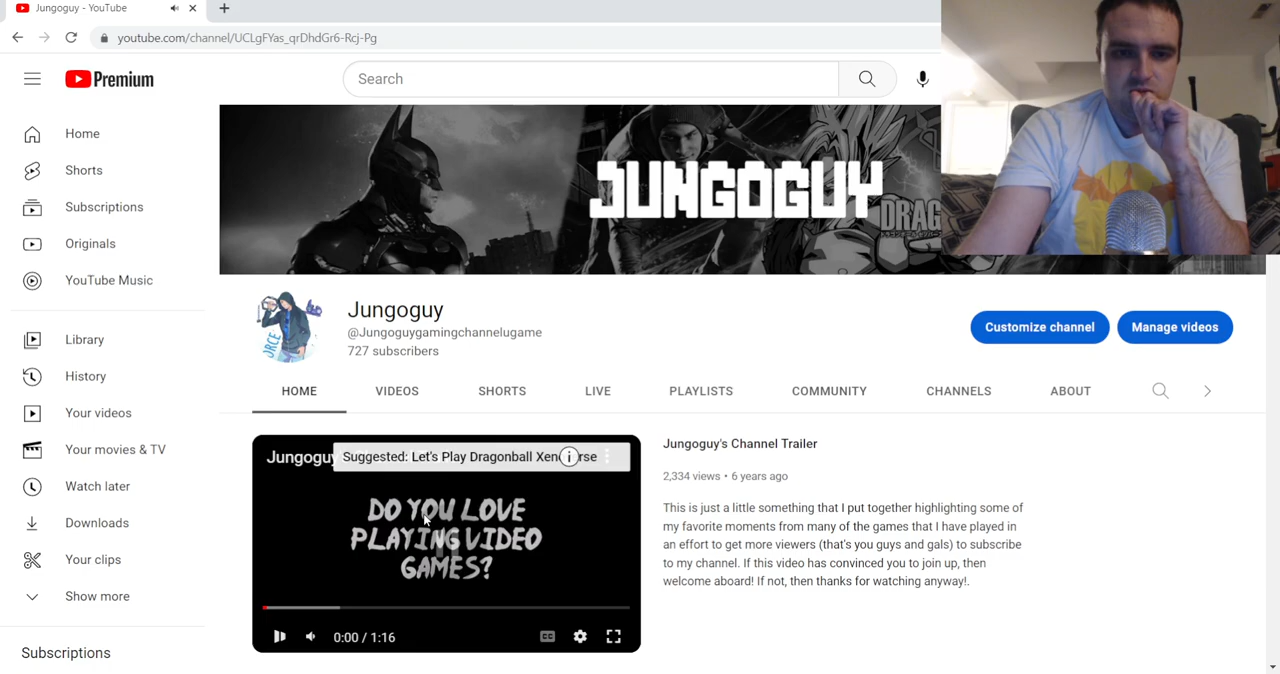 Jungoguy - YouTube
youtube.com/channel/UCLgFYas_qrDhdGr6-Rcj-Pg
Premium
Search
JUNGOGUY
DRAG
JRCE
Jungoguy
@Jungoguygamingchannelugame
727 subscribers
Customize channel
Manage videos
HOME
VIDEOS
SHORTS
LIVE
PLAYLISTS
COMMUNITY
CHANNELS
ABOUT
Home
Shorts
Subscriptions
Originals
YouTube Music
Library
History
Your videos
Your movies & TV
Watch later
Downloads
Your clips
Show more
Subscriptions
Jungoguy
Suggested: Let's Play Dragonball Xen erse
DO YOU LOVE
PLAYING VIDEO
GAMES?
0:00 / 1:16
CC
Jungoguy's Channel Trailer
2,334 views • 6 years ago
This is just a little something that I put together highlighting some of
my favorite moments from many of the games that I have played in
an effort to get more viewers (that's you guys and gals) to subscribe
to my channel. If this video has convinced you to join up, then
welcome aboard! If not, then thanks for watching anyway!.